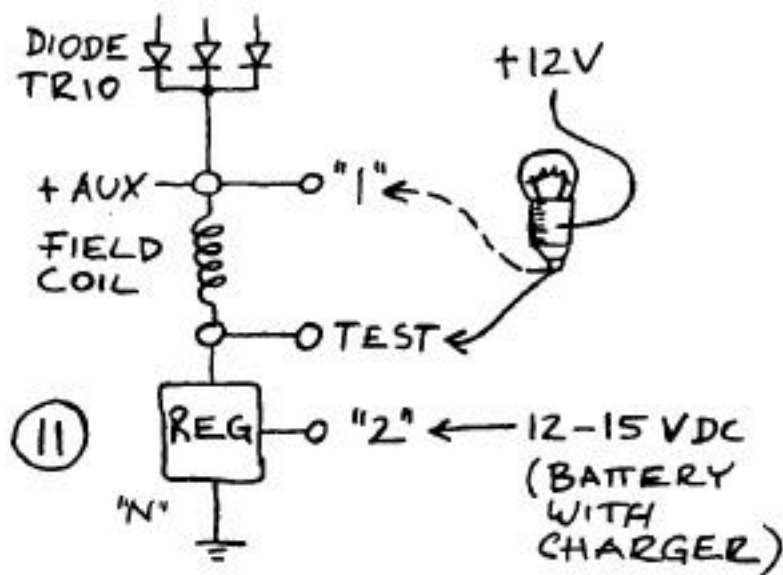 DIODE
TRIO
+12V
+ AUX
"1"
FIELD
COIL
TEST
11
REG
"2"
12-15 VDC
(BATTERY
WITH
CHARGER)
"N"